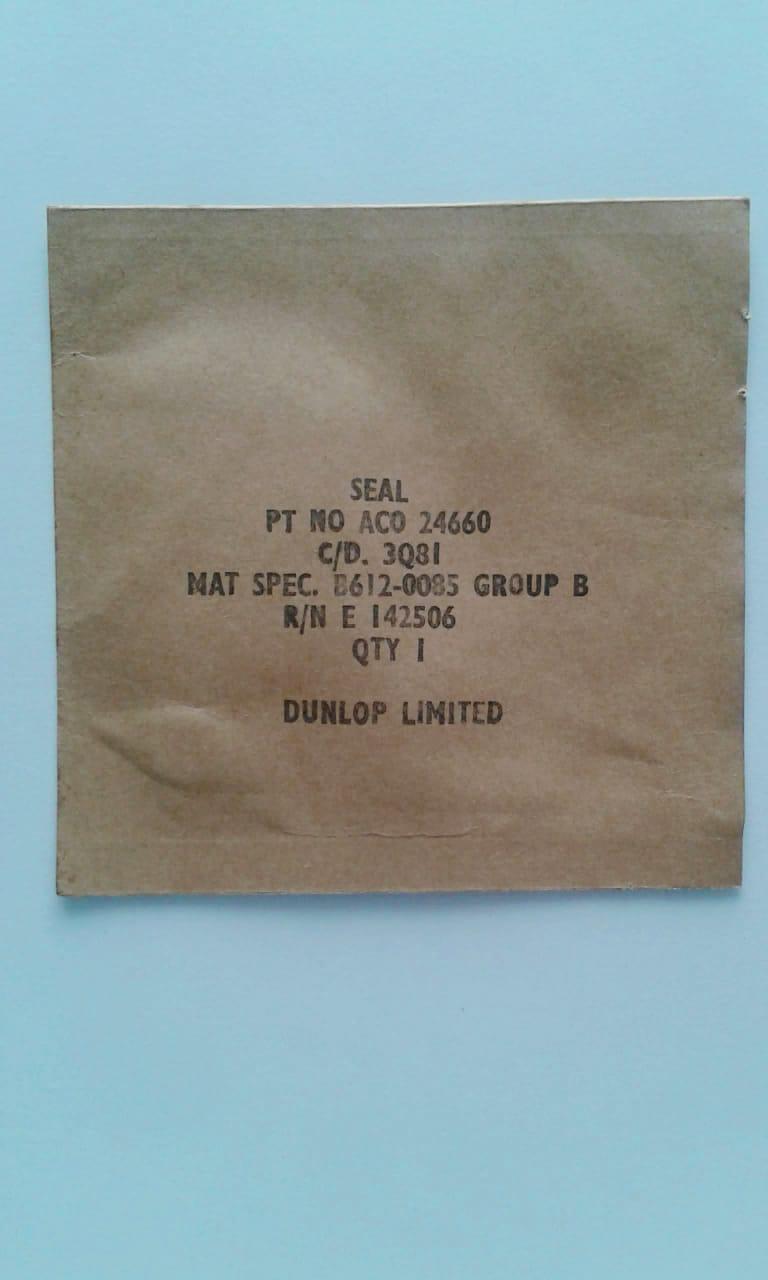 SEAL
PT NO ACO 24660
C/D. 3Q81
MAT SPEC. B612-0085 GROUP B
R/N E 142506
QTY 1
DUNLOP LIMITED